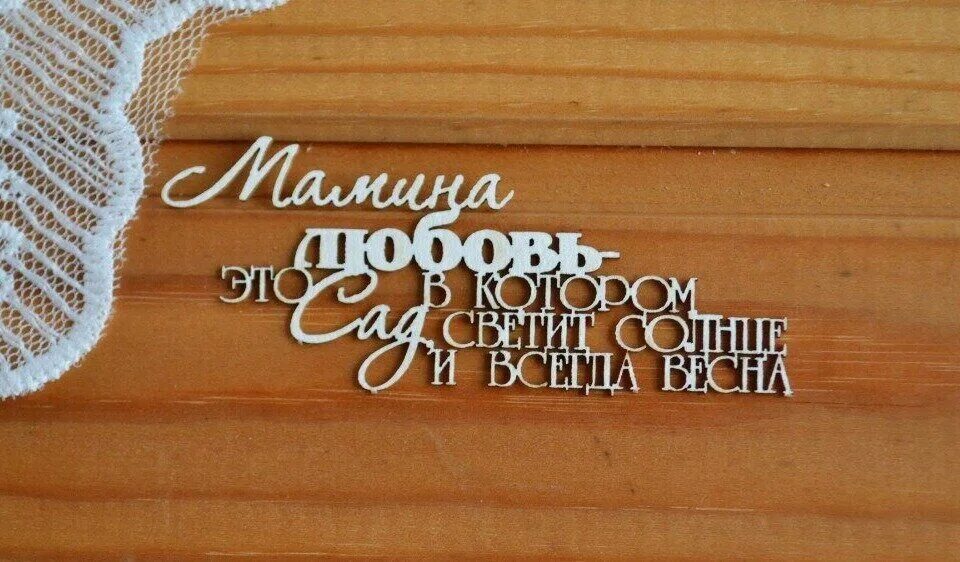 Мамина
любовь-
это Сад, в котором
светит солнце
и всегда весна